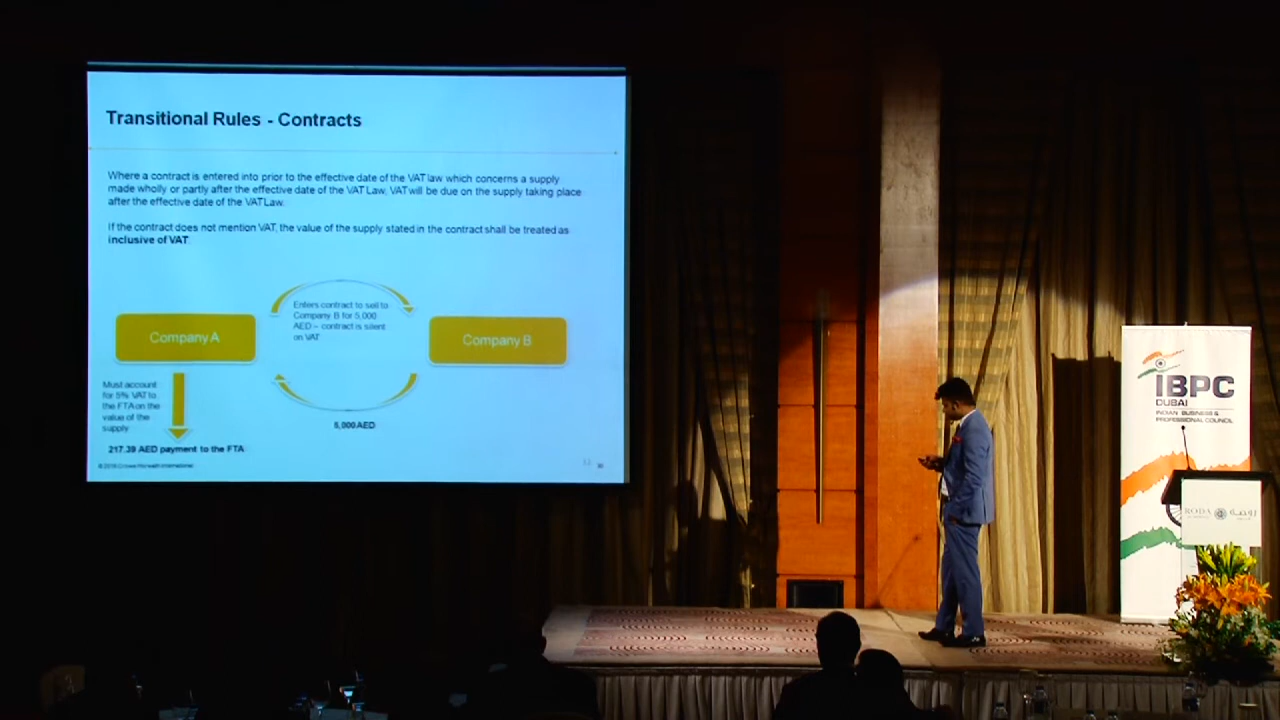 Transitional Rules - Contracts
Where a contract is entered into prior to the effective date of the VAT law which concerns a supply
made wholly or partly after the effective date of the VAT Law, VAT will be due on the supply taking place
after the effective date of the VAT Law.
If the contract does not mention VAT, the value of the supply stated in the contract shall be treated as
inclusive of VAT.
Enters contract to sell to
Company B for 5,000
AED – contract is silent
on VAT
Company A
Company B
Must account
for 5% VAT to
the FTA on the
value of the
supply
5,000 AED
217.39 AED payment to the FTA
IBPC
DUBAI
INDIAN BUSINESS &
PROFESSIONAL COUNCIL
RODA روضة